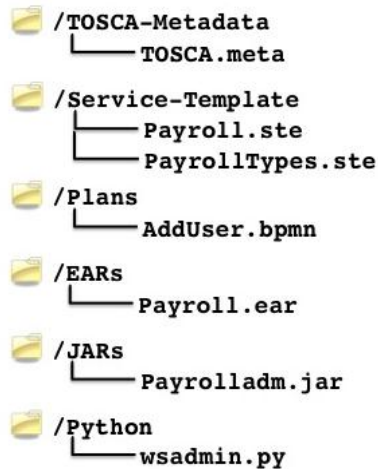 /TOSCA-Metadata
TOSCA.meta
/Service-Template
Payroll.ste
PayrollTypes.ste
/Plans
AddUser.bpmn
/EARs
Payroll.ear
/JARs
Payrolladm.jar
/Python
wsadmin.py